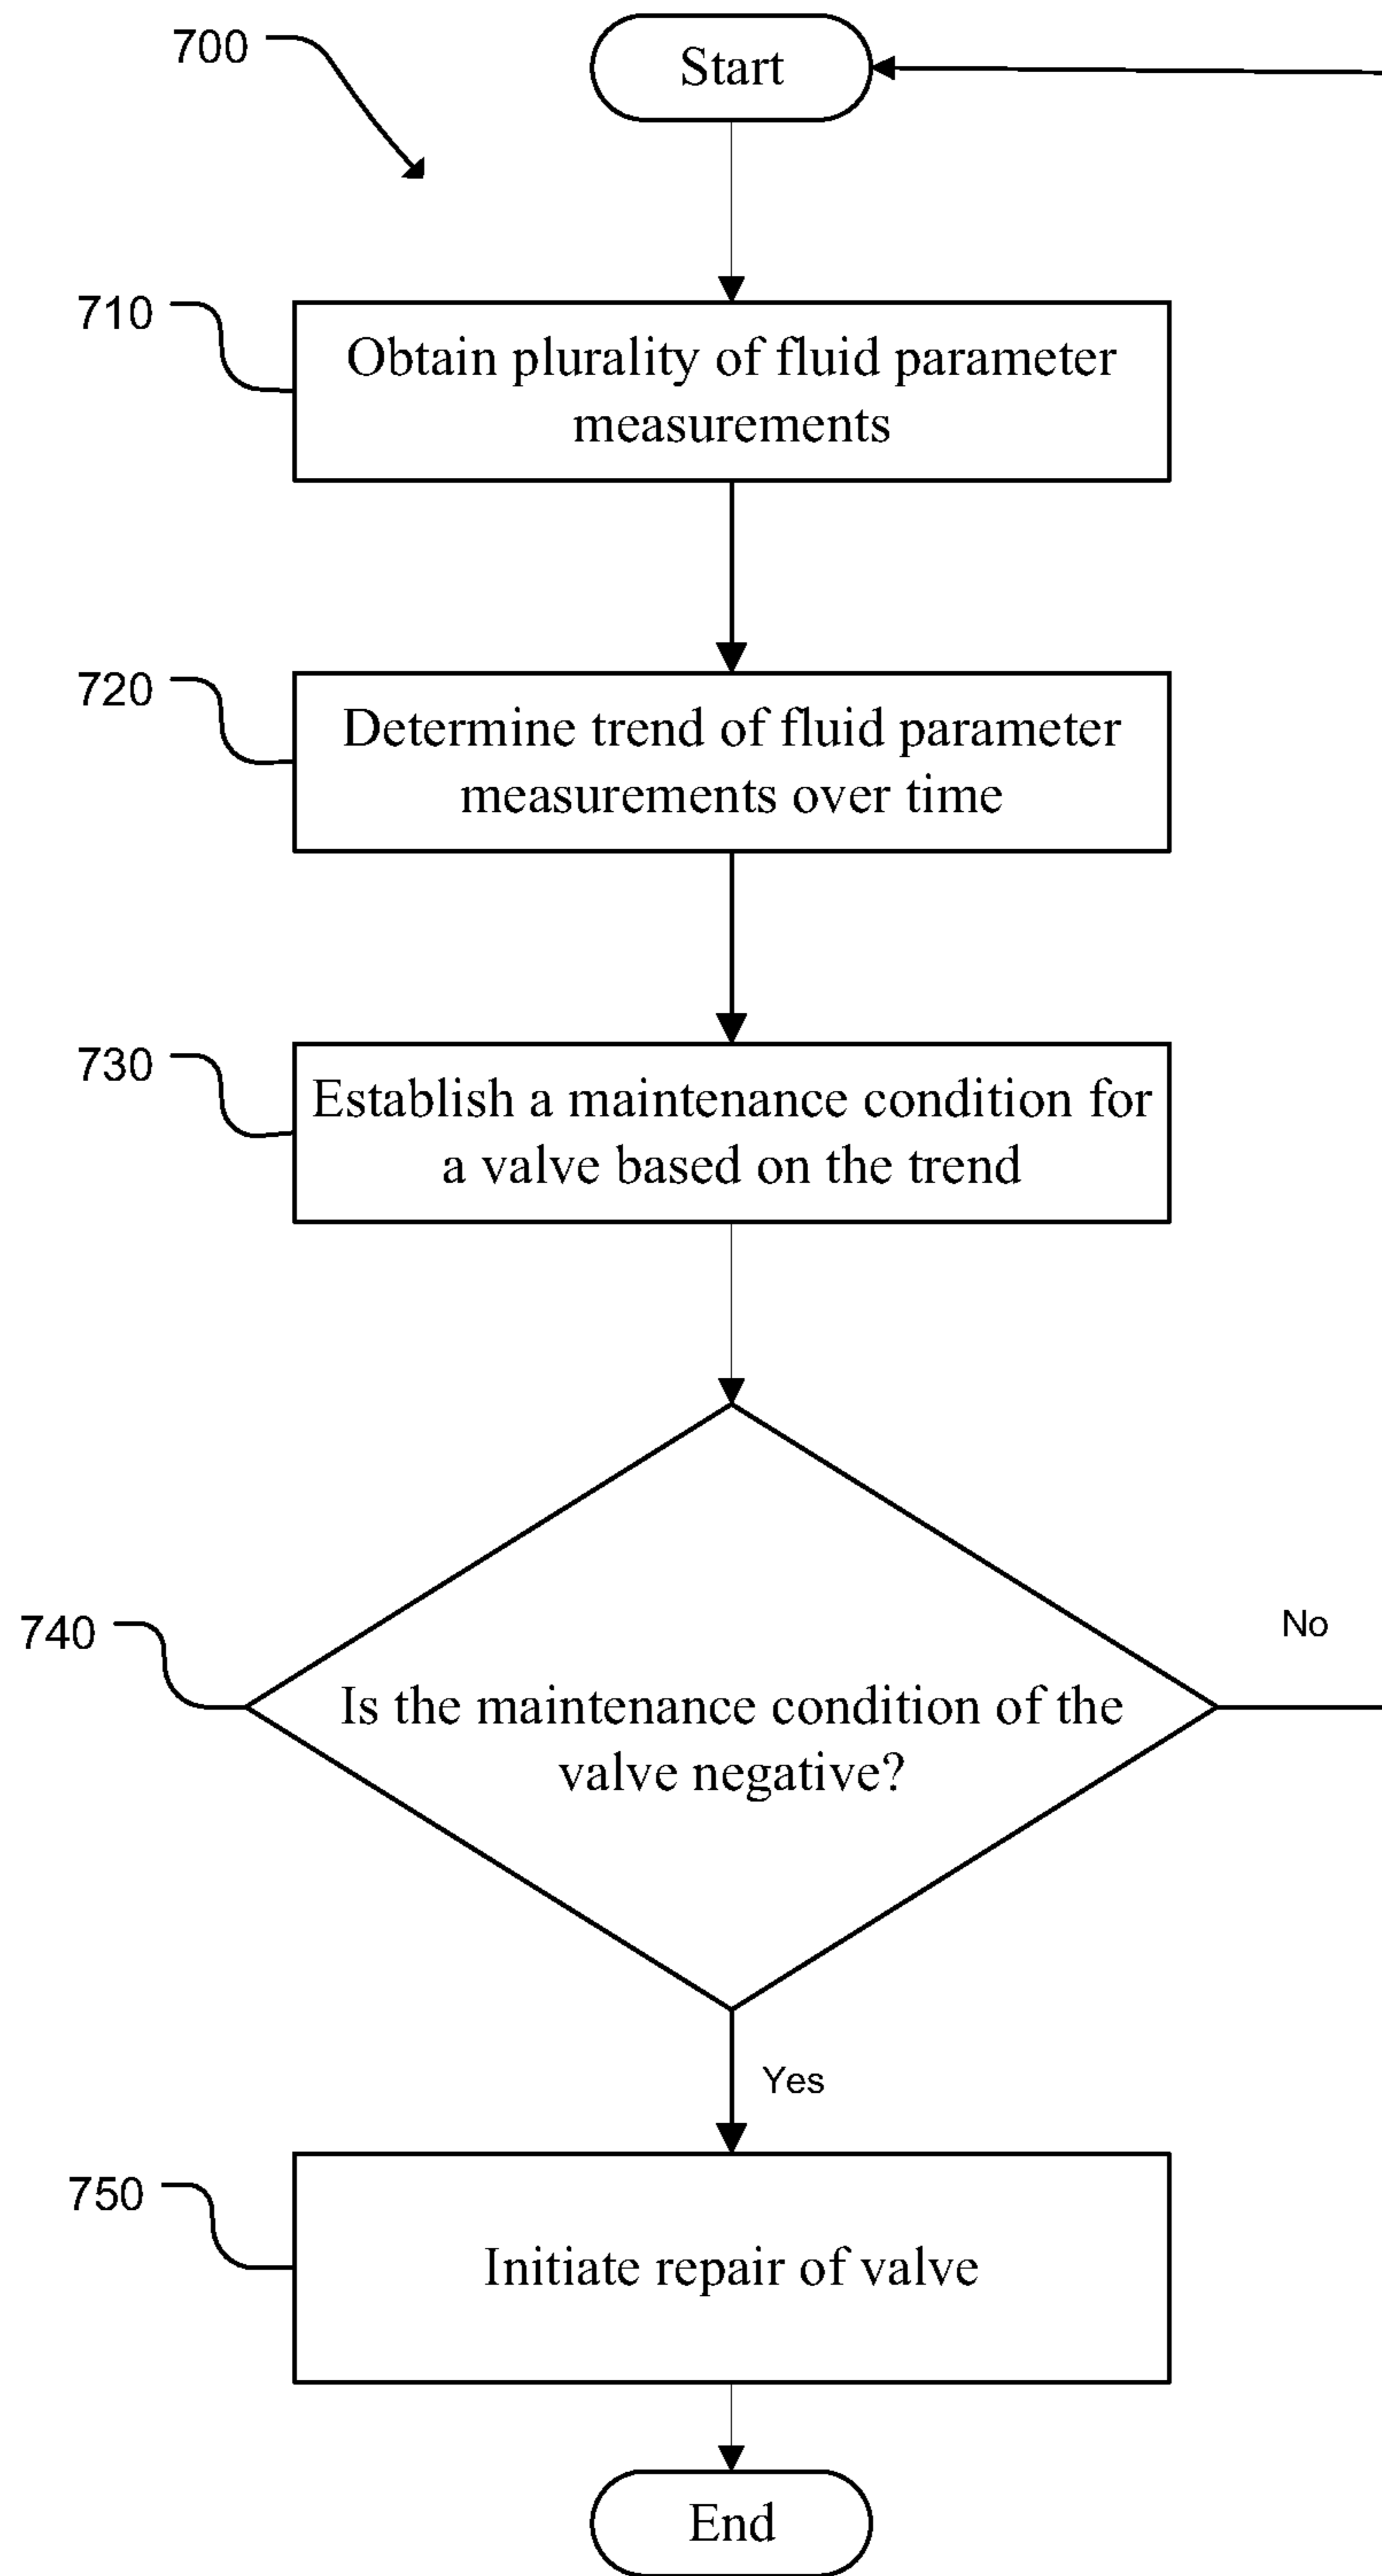 700
Start
710
Obtain plurality of fluid parameter
measurements
720
Determine trend of fluid parameter
measurements over time
730
Establish a maintenance condition for
a valve based on the trend
740
Is the maintenance condition of the
valve negative?
No
Yes
750
Initiate repair of valve
End